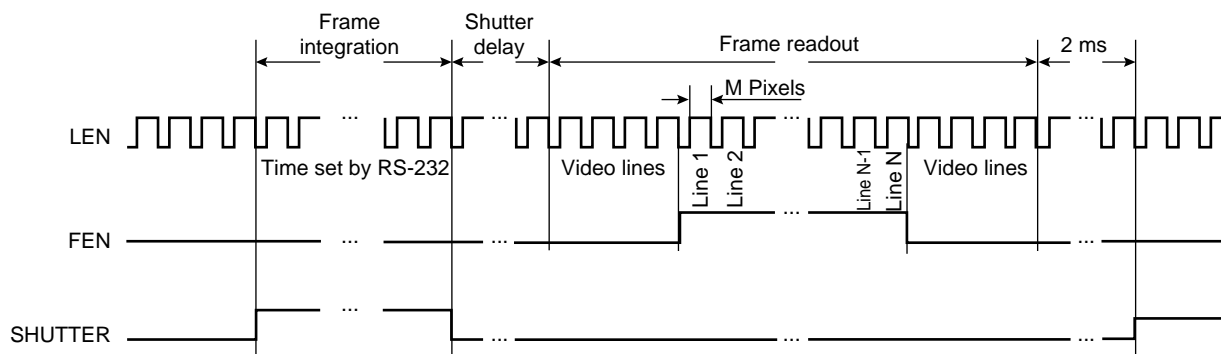 Frame
integration
Shutter
delay
Frame readout
2 ms
M Pixels
LEN
...
...
...
...
Time set by RS-232
Video lines
Line 1
Line 2
Line N-1
Line N
Video lines
FEN
...
...
...
...
SHUTTER
...
...
...
...